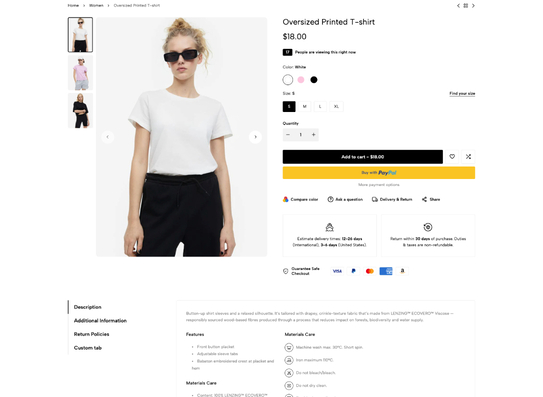 Home > Women > Oversized Printed T-shirt
Oversized Printed T-shirt
$18.00
17 People are viewing this right now
Color: White
Size: S Find your size
S M L XL
Quantity
− 1 +
Add to cart - $18.00
Buy with PayPal
More payment options
Compare color Ask a question Delivery & Return Share
Estimate delivery times: 12-26 days
(International), 3-6 days (United States).
Return within 30 days of purchase. Duties
& taxes are non-refundable.
Guarantee Safe
Checkout
VISA
Description
Additional Information
Return Policies
Custom tab
Button-up shirt sleeves and a relaxed silhouette. It's tailored with drapey, crinkle-texture fabric that's made from LENZING™ ECOVERO™ Viscose —
responsibly sourced wood-based fibres produced through a process that reduces impact on forests, biodiversity and water supply.
Features
Front button placket
Adjustable sleeve tabs
Babaton embroidered crest at placket and
hem
Materials Care
Content: 100% LENZING™ ECOVERO™
Materials Care
Machine wash max. 30ºC. Short spin.
Iron maximum 110ºC.
Do not bleach/bleach.
Do not dry clean.